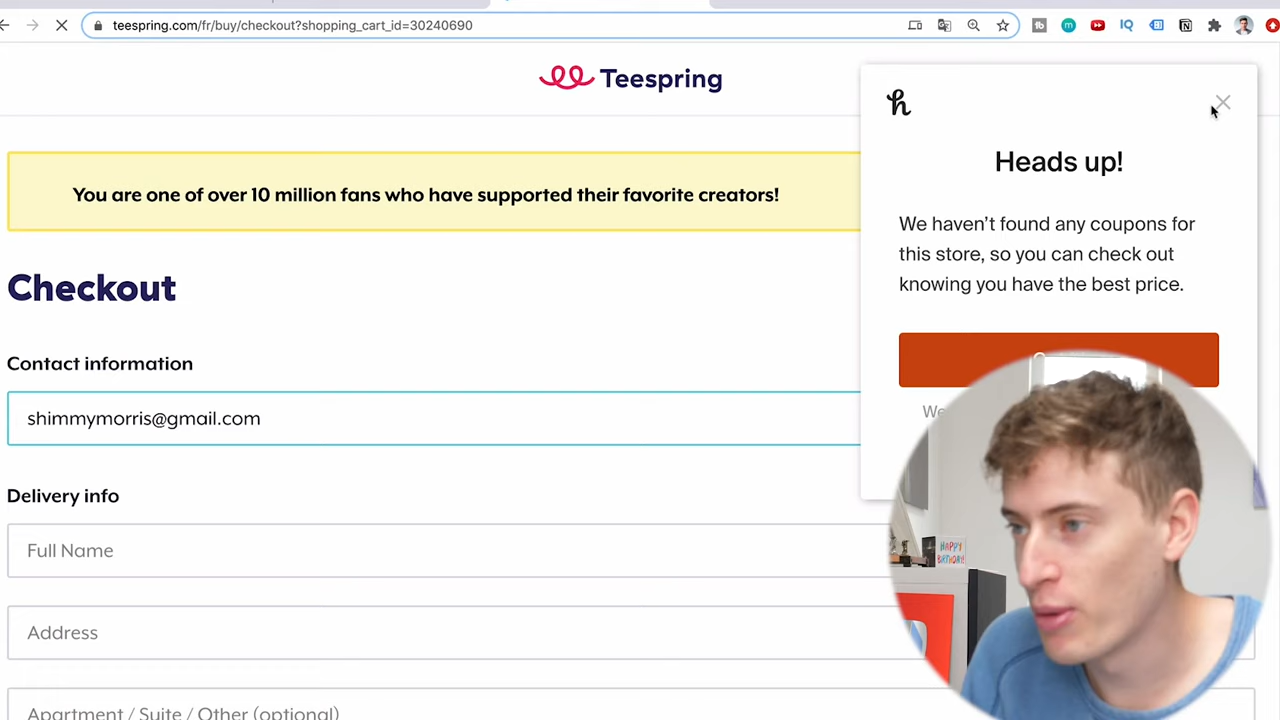 teespring.com/fr/buy/checkout?shopping_cart_id=30240690
Teespring
You are one of over 10 million fans who have supported their favorite creators!
Heads up!
We haven't found any coupons for
this store, so you can check out
knowing you have the best price.
We
Checkout
Contact information
shimmymorris@gmail.com
Delivery info
Full Name
Address
Apartment / Suite / Other (optional)
HAPPY
BIRTHDAY!